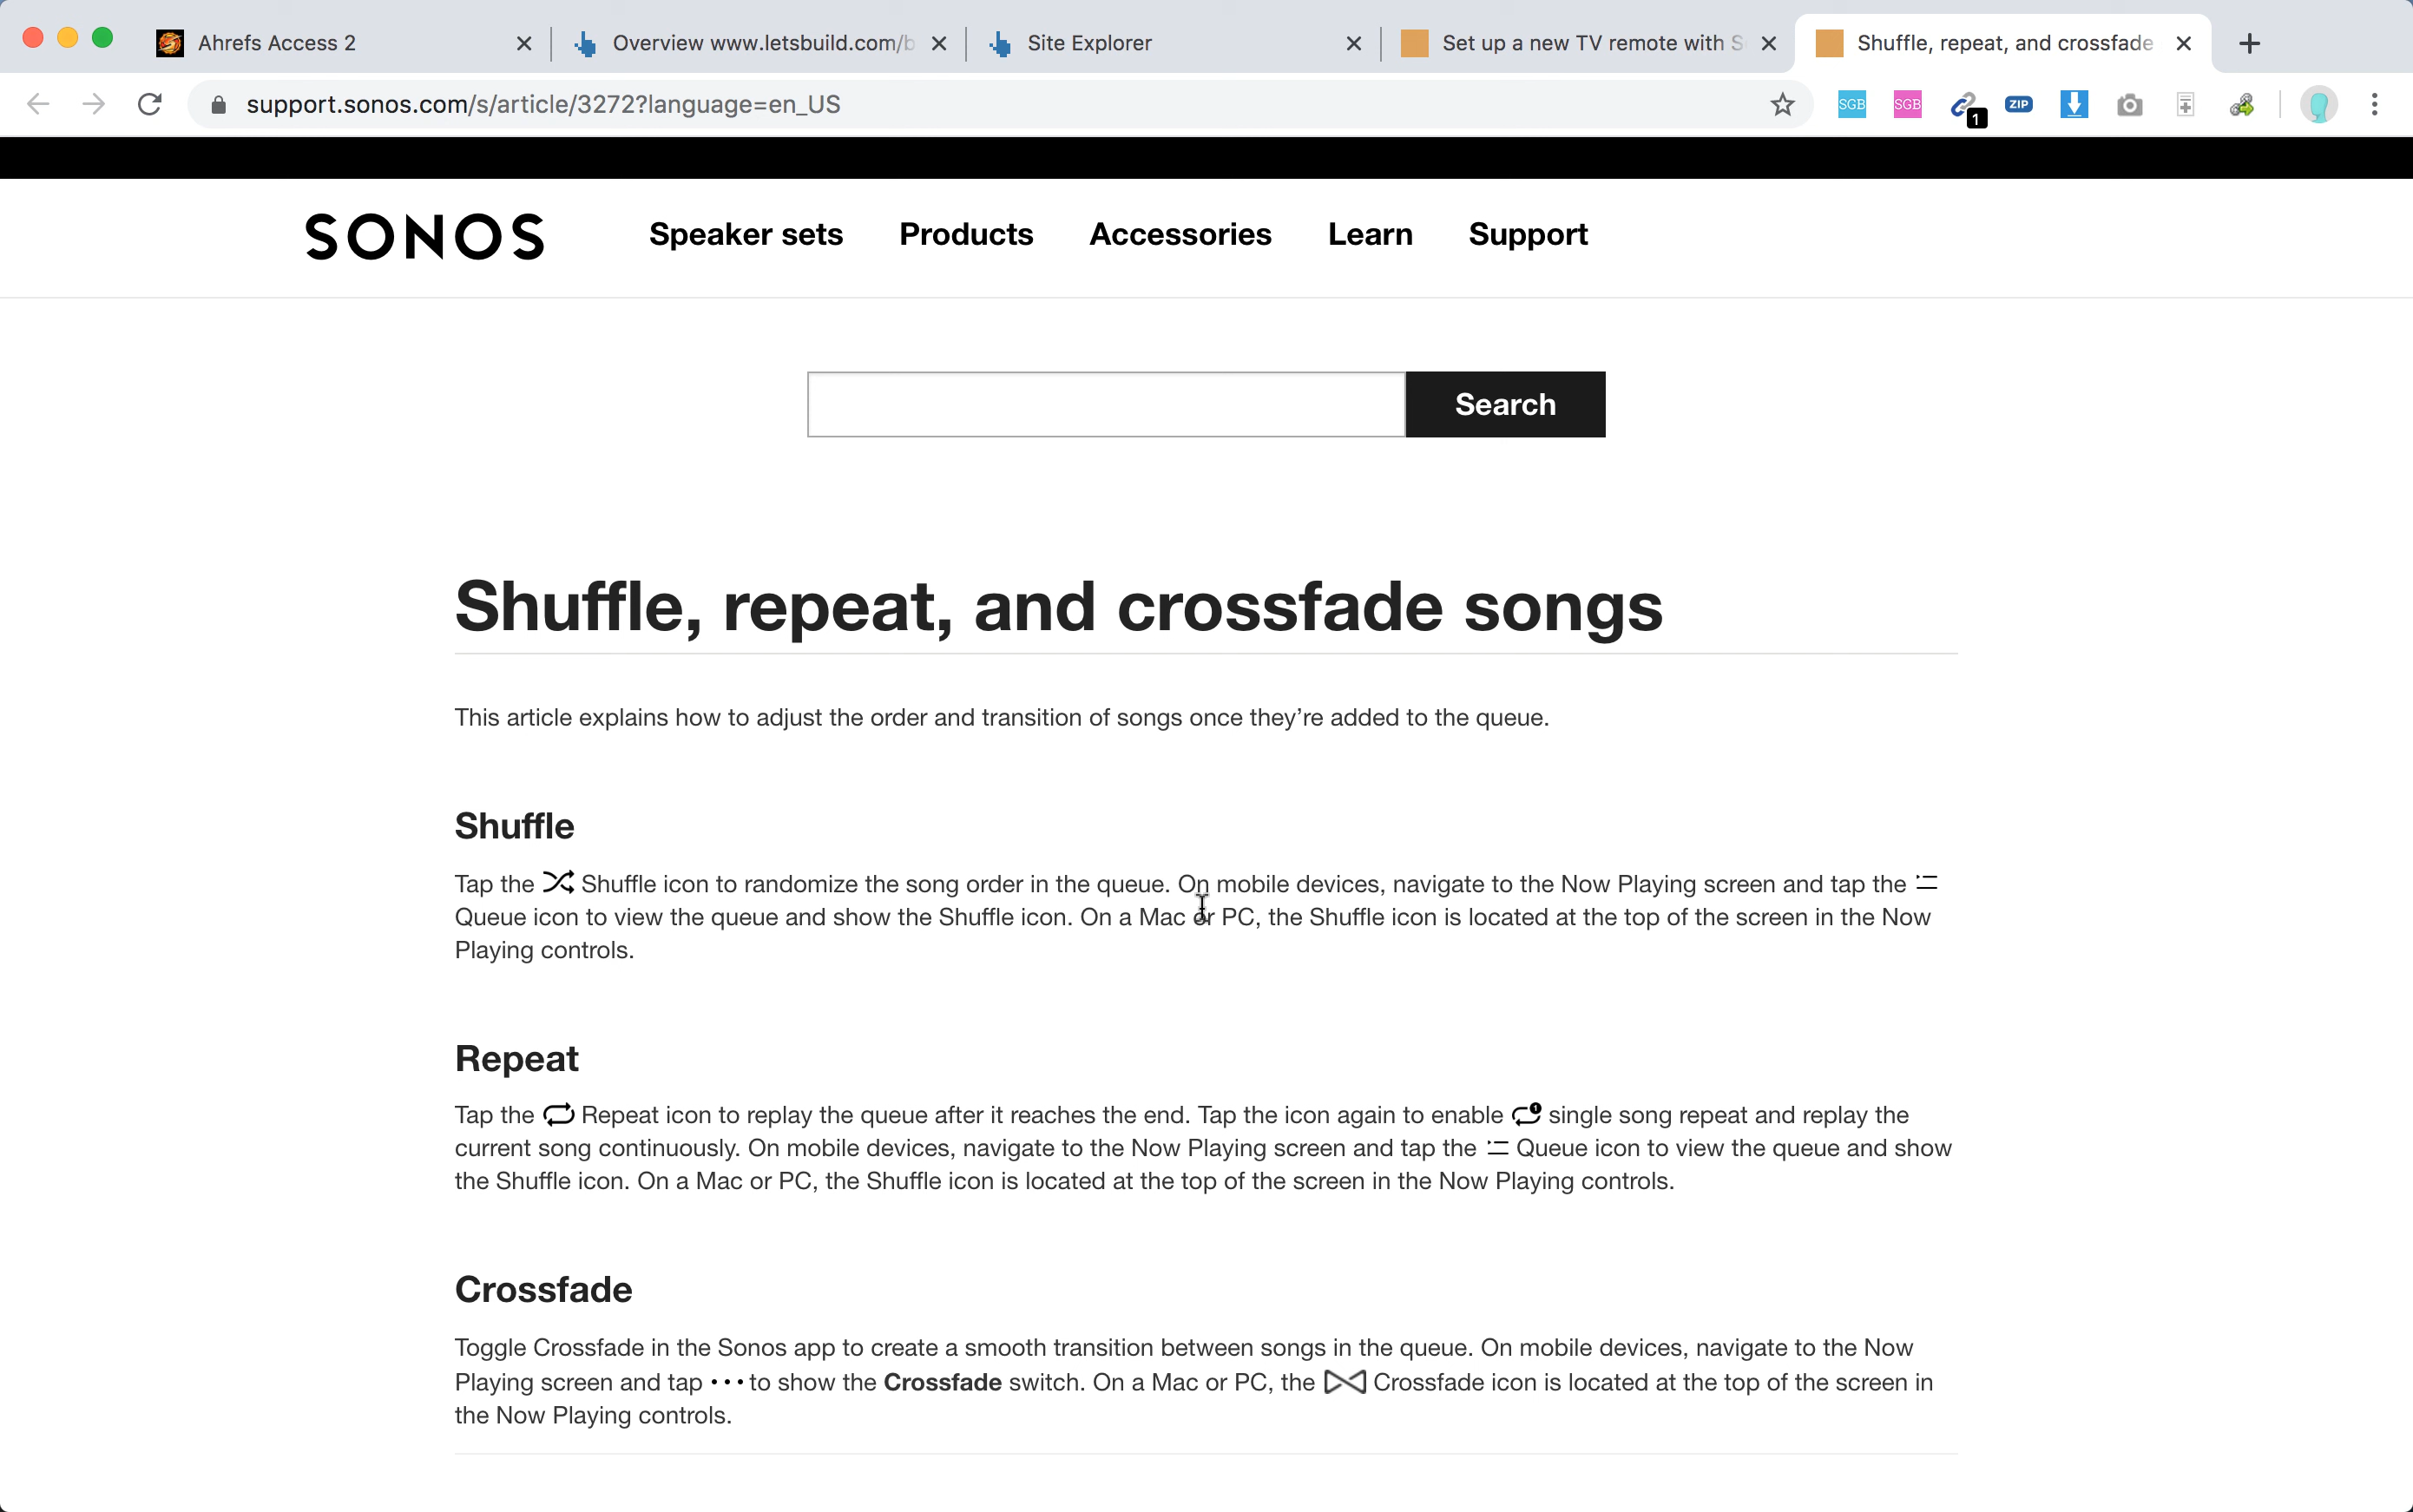 Ahrefs Access 2
Overview www.letsbuild.com/b
Site Explorer
Set up a new TV remote with S
Shuffle, repeat, and crossfade
support.sonos.com/s/article/3272?language=en_US
SGB
SGB
1
ZIP
SONOS
Speaker sets
Products
Accessories
Learn
Support
Search
Shuffle, repeat, and crossfade songs
This article explains how to adjust the order and transition of songs once they’re added to the queue.
Shuffle
Tap the Shuffle icon to randomize the song order in the queue. On mobile devices, navigate to the Now Playing screen and tap the
Queue icon to view the queue and show the Shuffle icon. On a Mac or PC, the Shuffle icon is located at the top of the screen in the Now
Playing controls.
Repeat
Tap the Repeat icon to replay the queue after it reaches the end. Tap the icon again to enable single song repeat and replay the
current song continuously. On mobile devices, navigate to the Now Playing screen and tap the Queue icon to view the queue and show
the Shuffle icon. On a Mac or PC, the Shuffle icon is located at the top of the screen in the Now Playing controls.
Crossfade
Toggle Crossfade in the Sonos app to create a smooth transition between songs in the queue. On mobile devices, navigate to the Now
Playing screen and tap • • • to show the Crossfade switch. On a Mac or PC, the Crossfade icon is located at the top of the screen in
the Now Playing controls.